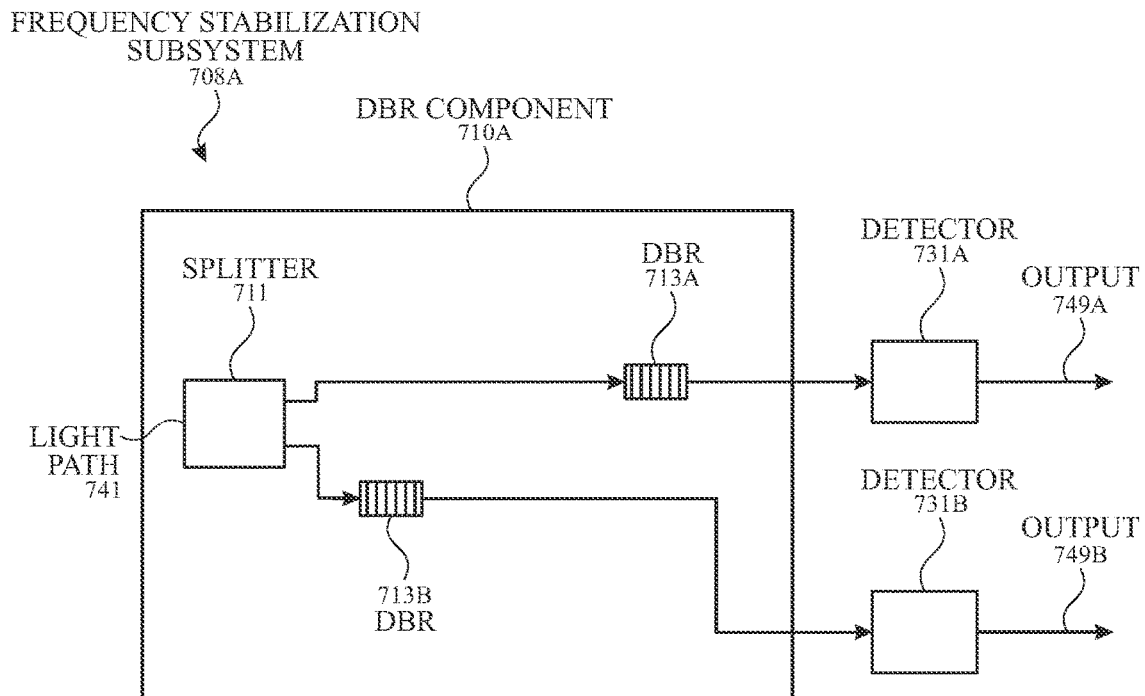 FREQUENCY STABILIZATION
SUBSYSTEM
708A
DBR COMPONENT
710A
SPLITTER
711
DBR
713A
DETECTOR
731A
OUTPUT
749A
LIGHT
PATH
741
713B
DBR
DETECTOR
731B
OUTPUT
749B